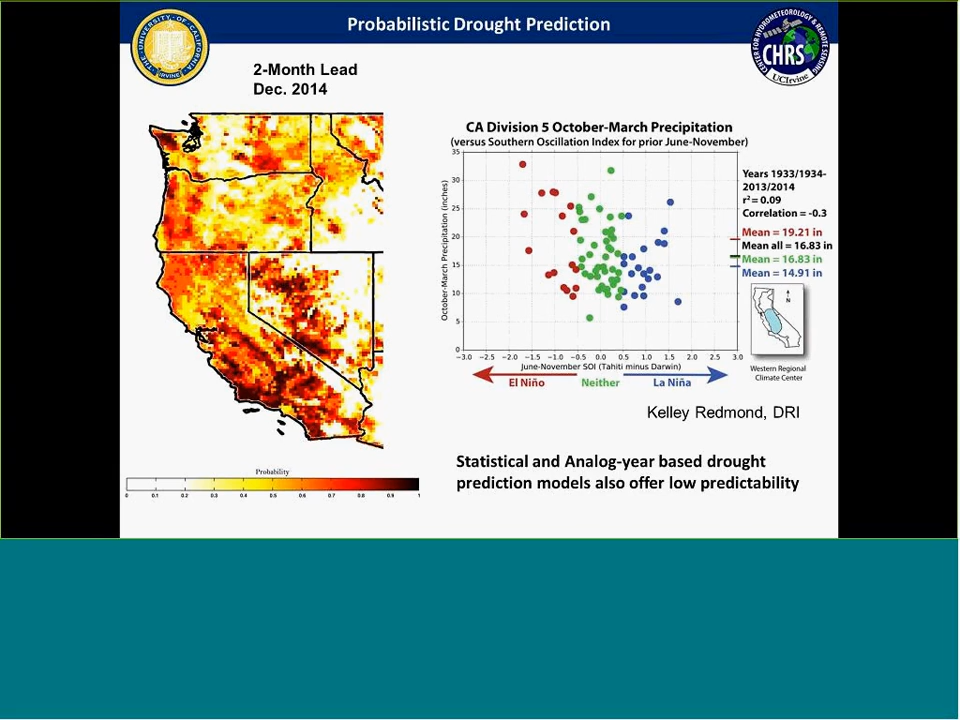 Probabilistic Drought Prediction
THE UNIVERSITY OF CALIFORNIA
IRVINE
CENTER FOR HYDROMETEOROLOGY & REMOTE SENSING
CHRS
UCIrvine
2-Month Lead
Dec. 2014
Probability
0 0.1 0.2 0.3 0.4 0.5 0.6 0.7 0.8 0.9 1
CA Division 5 October-March Precipitation
(versus Southern Oscillation Index for prior June-November)
October-March Precipitation (inches)
35
30
25
20
15
10
5
0
−3.0 −2.5 −2.0 −1.5 −1.0 −0.5 0.0 0.5 1.0 1.5 2.0 2.5 3.0
June-November SOI (Tahiti minus Darwin)
El Niño Neither La Niña
Years 1933/1934-
2013/2014
r² = 0.09
Correlation = -0.3
Mean = 19.21 in
Mean all = 16.83 in
Mean = 16.83 in
Mean = 14.91 in
N
Western Regional
Climate Center
Kelley Redmond, DRI
Statistical and Analog-year based drought
prediction models also offer low predictability